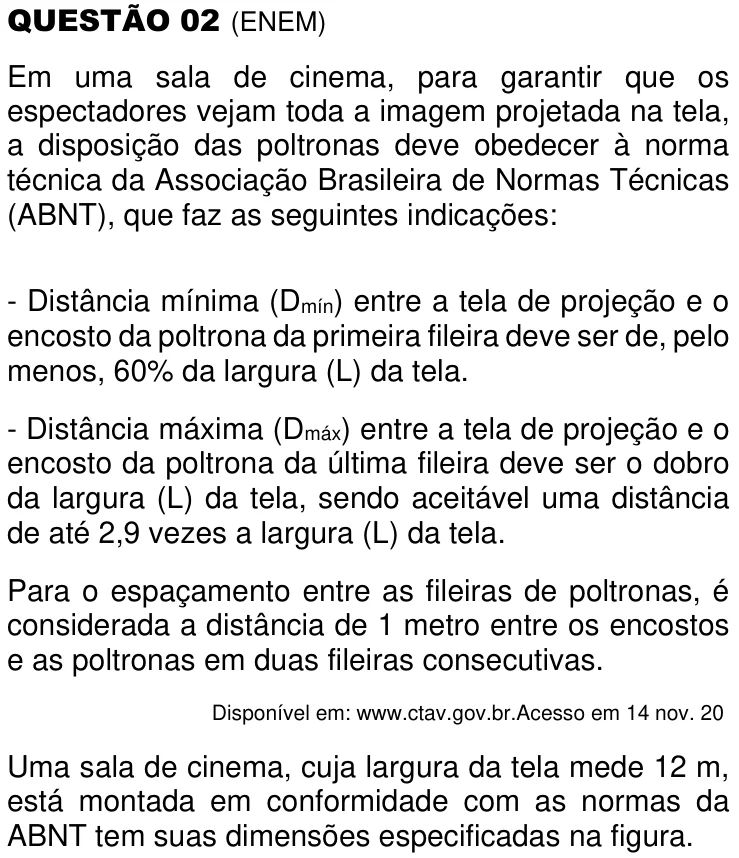 QUESTÃO 02 (ENEM)
Em uma sala de cinema, para garantir que os
espectadores vejam toda a imagem projetada na tela,
a disposição das poltronas deve obedecer à norma
técnica da Associação Brasileira de Normas Técnicas
(ABNT), que faz as seguintes indicações:
- Distância mínima (Dmín) entre a tela de projeção e o
encosto da poltrona da primeira fileira deve ser de, pelo
menos, 60% da largura (L) da tela.
- Distância máxima (Dmáx) entre a tela de projeção e o
encosto da poltrona da última fileira deve ser o dobro
da largura (L) da tela, sendo aceitável uma distância
de até 2,9 vezes a largura (L) da tela.
Para o espaçamento entre as fileiras de poltronas, é
considerada a distância de 1 metro entre os encostos
e as poltronas em duas fileiras consecutivas.
Disponível em: www.ctav.gov.br.Acesso em 14 nov. 20
Uma sala de cinema, cuja largura da tela mede 12 m,
está montada em conformidade com as normas da
ABNT tem suas dimensões especificadas na figura.